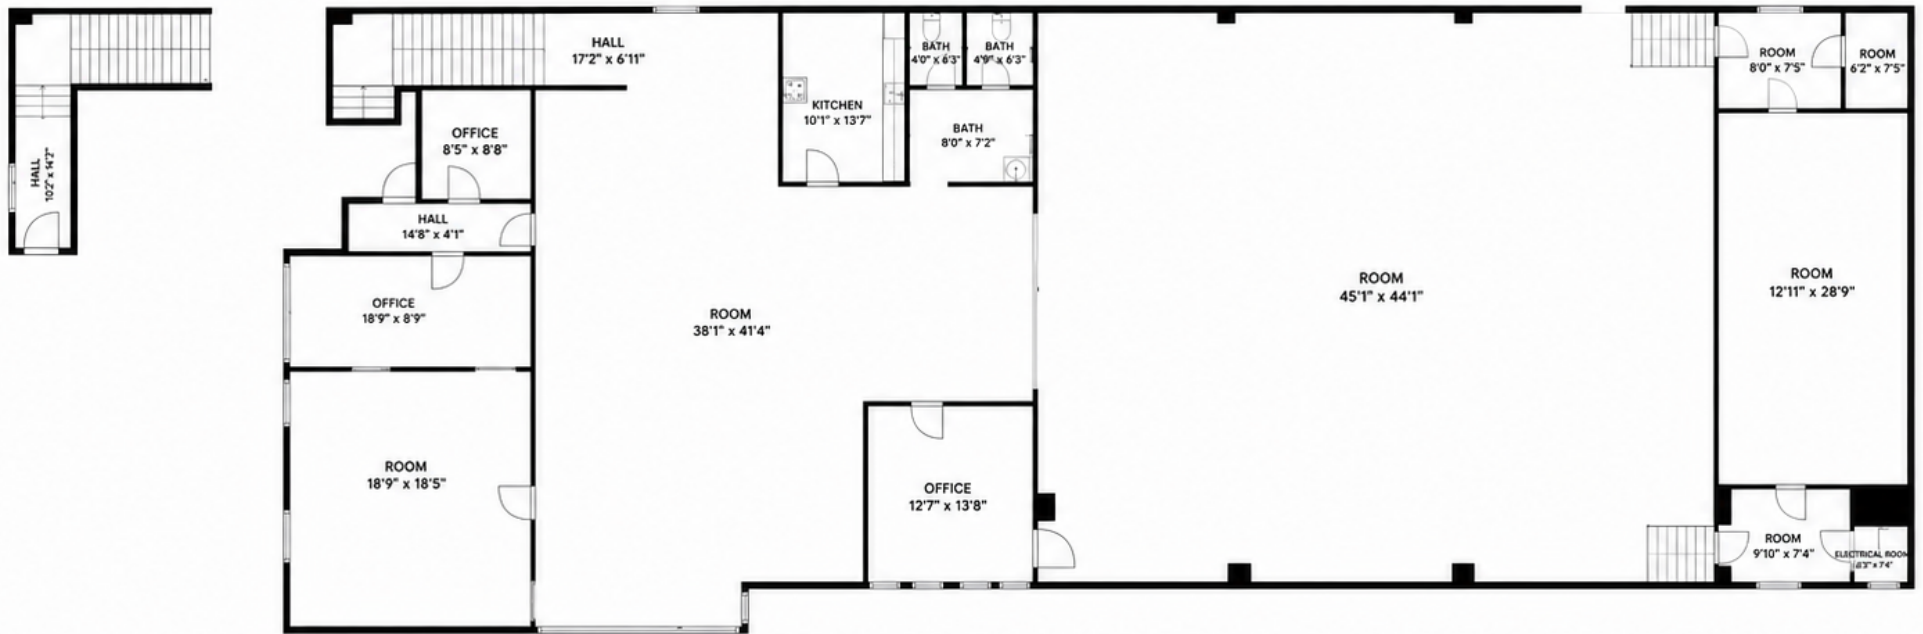 HALL
10'2" x 14'2"
HALL
17'2" x 6'11"
OFFICE
8'5" x 8'8"
HALL
14'8" x 4'1"
OFFICE
18'9" x 8'9"
ROOM
18'9" x 18'5"
ROOM
38'1" x 41'4"
KITCHEN
10'1" x 13'7"
BATH
4'0" x 6'3"
BATH
4'9" x 6'3"
BATH
8'0" x 7'2"
OFFICE
12'7" x 13'8"
ROOM
45'1" x 44'1"
ROOM
8'0" x 7'5"
ROOM
6'2" x 7'5"
ROOM
12'11" x 28'9"
ROOM
9'10" x 7'4"
ELECTRICAL ROOM